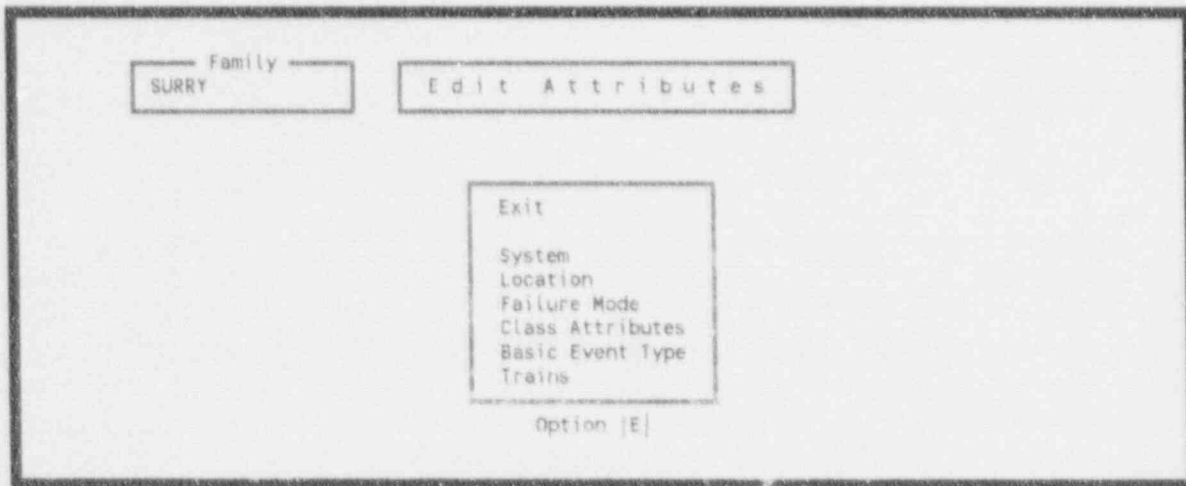 Family
SURRY
Edit Attributes
Exit
System
Location
Failure Mode
Class Attributes
Basic Event Type
Trains
Option |E|